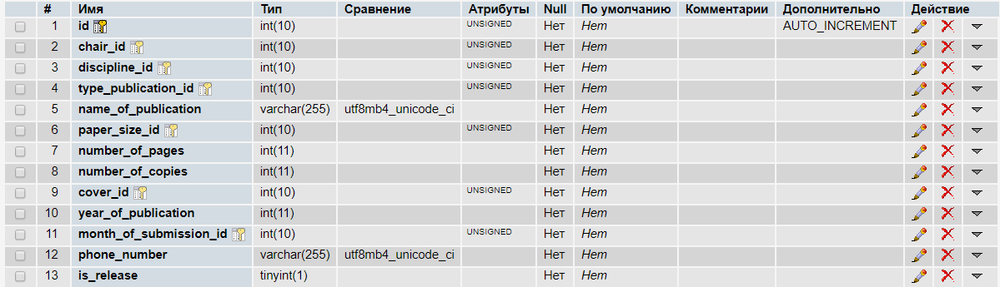 # Имя Тип Сравнение Атрибуты Null По умолчанию Комментарии Дополнительно Действие
1 id int(10) UNSIGNED Нет Нет AUTO_INCREMENT
2 chair_id int(10) UNSIGNED Нет Нет
3 discipline_id int(10) UNSIGNED Нет Нет
4 type_publication_id int(10) UNSIGNED Нет Нет
5 name_of_publication varchar(255) utf8mb4_unicode_ci Нет Нет
6 paper_size_id int(10) UNSIGNED Нет Нет
7 number_of_pages int(11) Нет Нет
8 number_of_copies int(11) Нет Нет
9 cover_id int(10) UNSIGNED Нет Нет
10 year_of_publication int(11) Нет Нет
11 month_of_submission_id int(10) UNSIGNED Нет Нет
12 phone_number varchar(255) utf8mb4_unicode_ci Нет Нет
13 is_release tinyint(1) Нет Нет